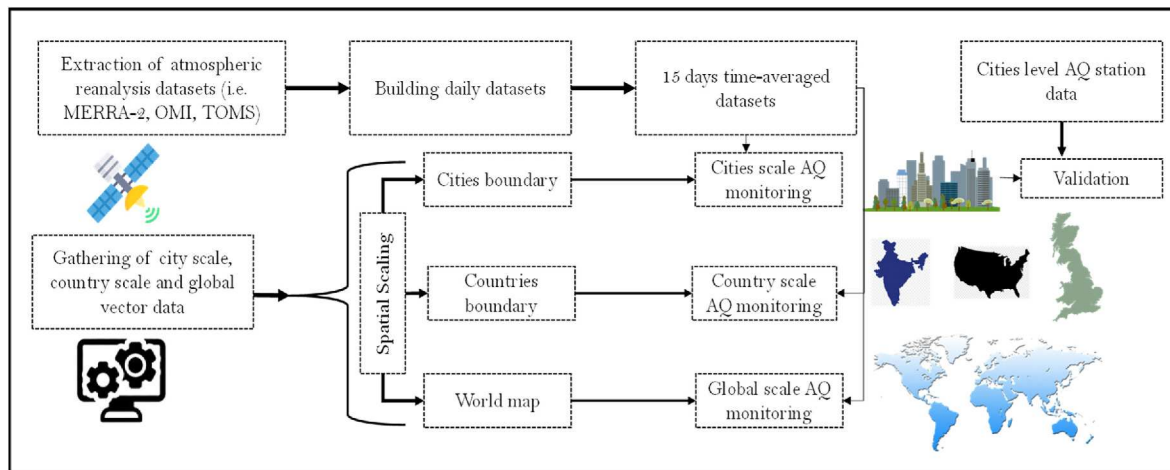 Extraction of atmospheric
reanalysis datasets (i.e.
MERRA-2, OMI, TOMS)
Building daily datasets
15 days time-averaged
datasets
Cities level AQ station
data
Cities boundary
Cities scale AQ
monitoring
Validation
Gathering of city scale,
country scale and global
vector data
Spatial Scaling
Countries
boundary
Country scale
AQ monitoring
World map
Global scale AQ
monitoring